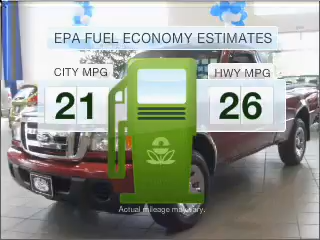 EPA FUEL ECONOMY ESTIMATES
CITY MPG
HWY MPG
21
26
Actual mileage may vary.